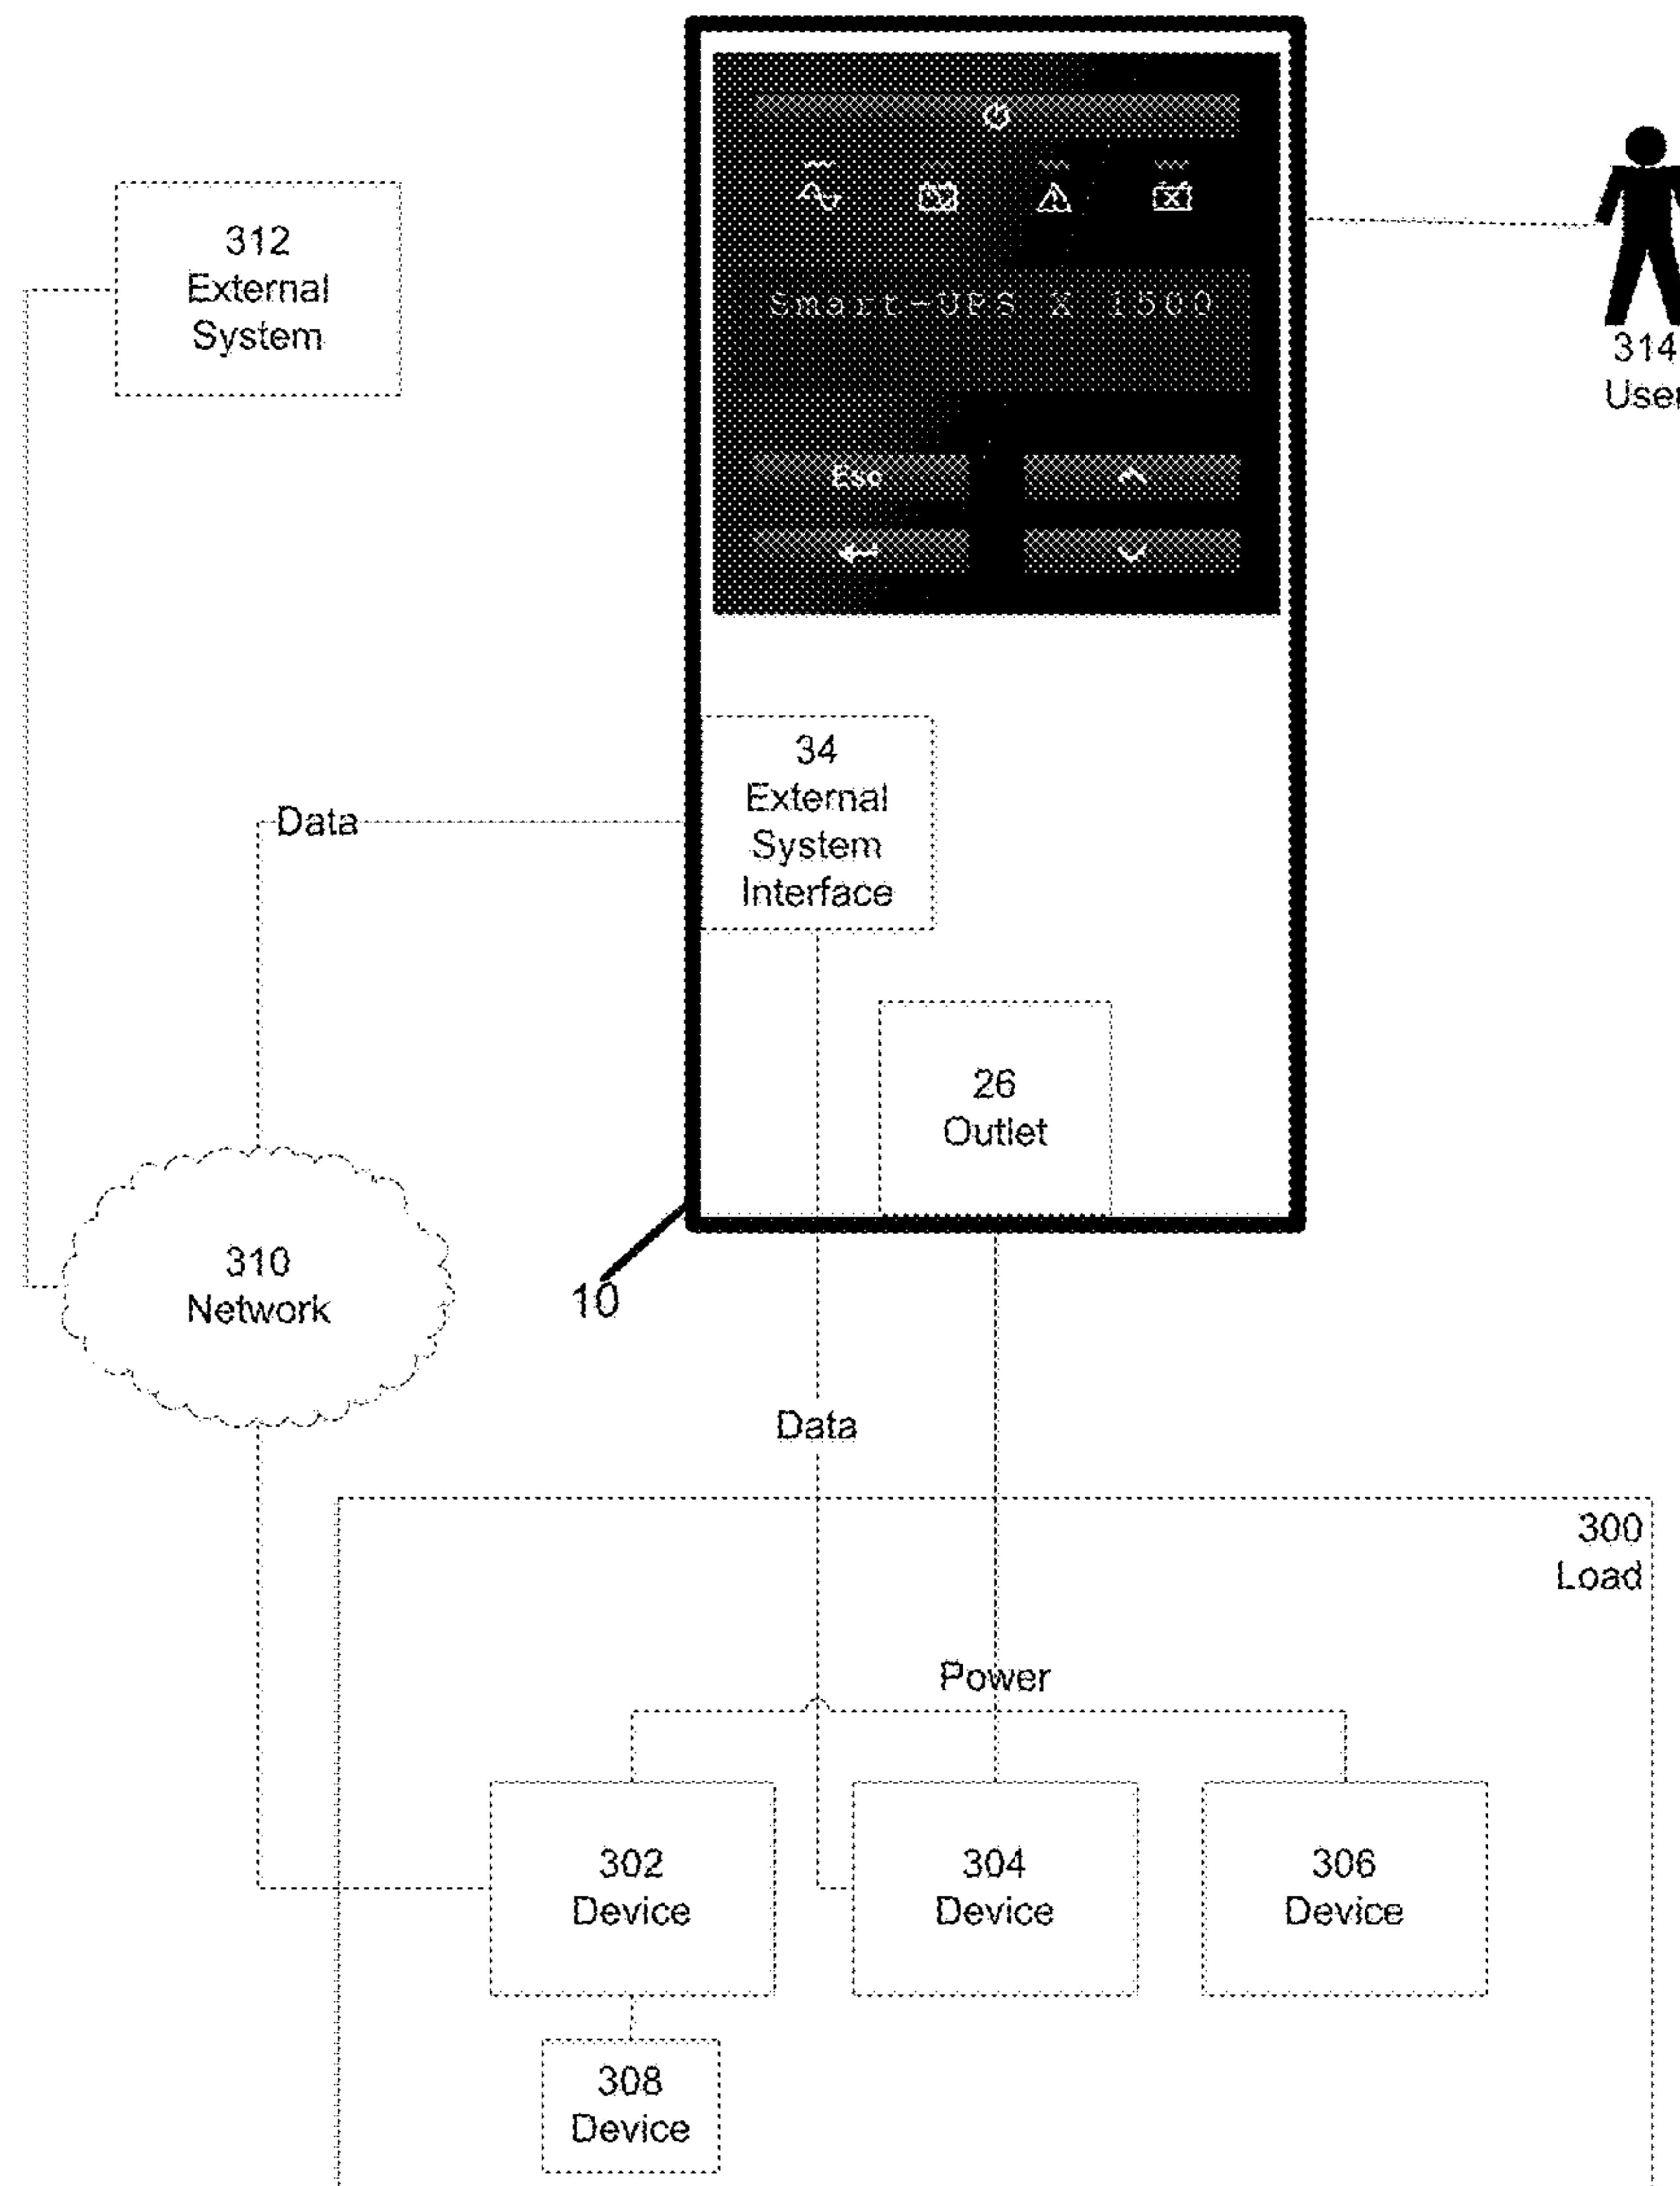 312
External
System
Smart-UPS X 1500
Esc
314
User
34
External
System
Interface
Data
26
Outlet
310
Network
10
Data
300
Load
Power
302
Device
304
Device
306
Device
308
Device